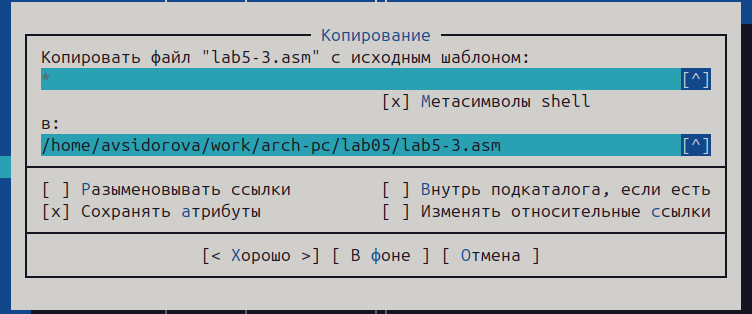 Копирование
Копировать файл "lab5-3.asm" с исходным шаблоном:
* [^]
[x] Метасимволы shell
в:
/home/avsidorova/work/arch-pc/lab05/lab5-3.asm [^]
[ ] Разыменовывать ссылки [ ] Внутрь подкаталога, если есть
[x] Сохранять атрибуты [ ] Изменять относительные ссылки
[< Хорошо >] [ В фоне ] [ Отмена ]